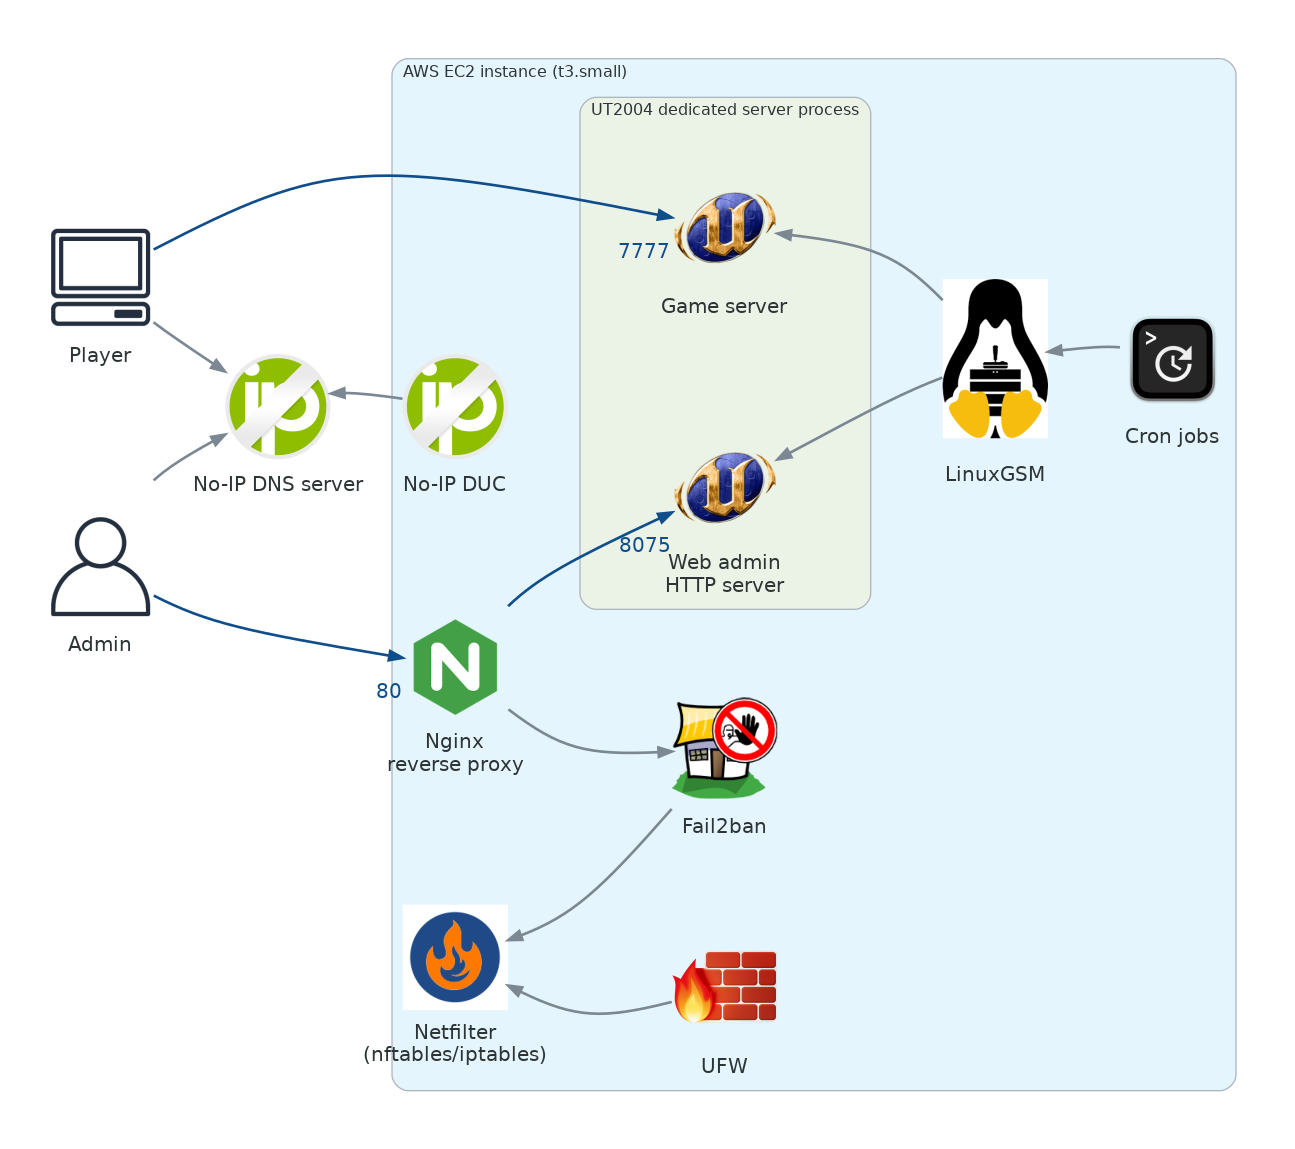 AWS EC2 instance (t3.small)
UT2004 dedicated server process
7777
Game server
Player
No-IP DNS server
No-IP DUC
>
Cron jobs
LinuxGSM
8075
Web admin
HTTP server
Admin
80
N
Nginx
reverse proxy
Fail2ban
Netfilter
(nftables/iptables)
UFW